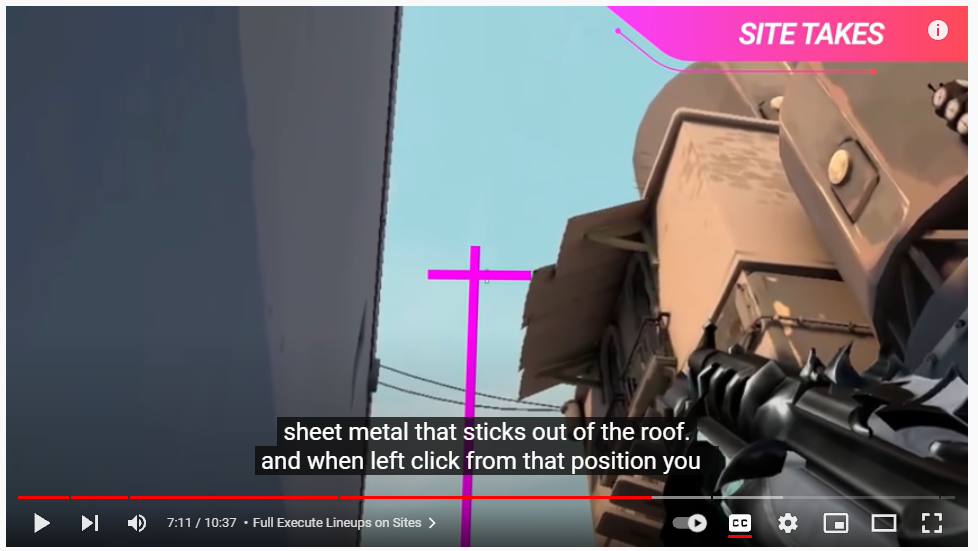 SITE TAKES
sheet metal that sticks out of the roof.
and when left click from that position you
7:11 / 10:37 • Full Execute Lineups on Sites
CC